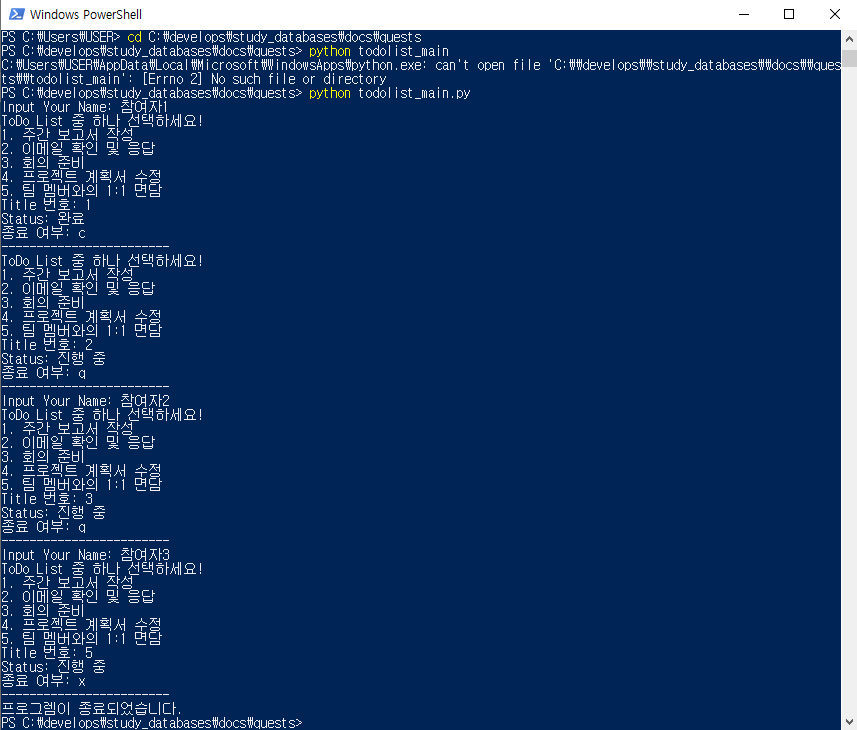 Windows PowerShell
PS C:₩Users₩USER> cd C:₩develops₩study_databases₩docs₩quests
PS C:₩develops₩study_databases₩docs₩quests> python todolist_main
C:₩Users₩USER₩AppData₩Local₩Microsoft₩WindowsApps₩python.exe: can't open file 'C:₩₩develops₩₩study_databases₩₩docs₩₩ques
ts₩₩todolist_main': [Errno 2] No such file or directory
PS C:₩develops₩study_databases₩docs₩quests> python todolist_main.py
Input Your Name: 참여자1
ToDo List 중 하나 선택하세요!
1. 주간 보고서 작성
2. 이메일 확인 및 응답
3. 회의 준비
4. 프로젝트 계획서 수정
5. 팀 멤버와의 1:1 면담
Title 번호: 1
Status: 완료
종료 여부: c
------------------------
ToDo List 중 하나 선택하세요!
1. 주간 보고서 작성
2. 이메일 확인 및 응답
3. 회의 준비
4. 프로젝트 계획서 수정
5. 팀 멤버와의 1:1 면담
Title 번호: 2
Status: 진행 중
종료 여부: q
------------------------
Input Your Name: 참여자2
ToDo List 중 하나 선택하세요!
1. 주간 보고서 작성
2. 이메일 확인 및 응답
3. 회의 준비
4. 프로젝트 계획서 수정
5. 팀 멤버와의 1:1 면담
Title 번호: 3
Status: 진행 중
종료 여부: q
------------------------
Input Your Name: 참여자3
ToDo List 중 하나 선택하세요!
1. 주간 보고서 작성
2. 이메일 확인 및 응답
3. 회의 준비
4. 프로젝트 계획서 수정
5. 팀 멤버와의 1:1 면담
Title 번호: 5
Status: 진행 중
종료 여부: x
------------------------
프로그렘이 종료되었습니다.
PS C:₩develops₩study_databases₩docs₩quests>